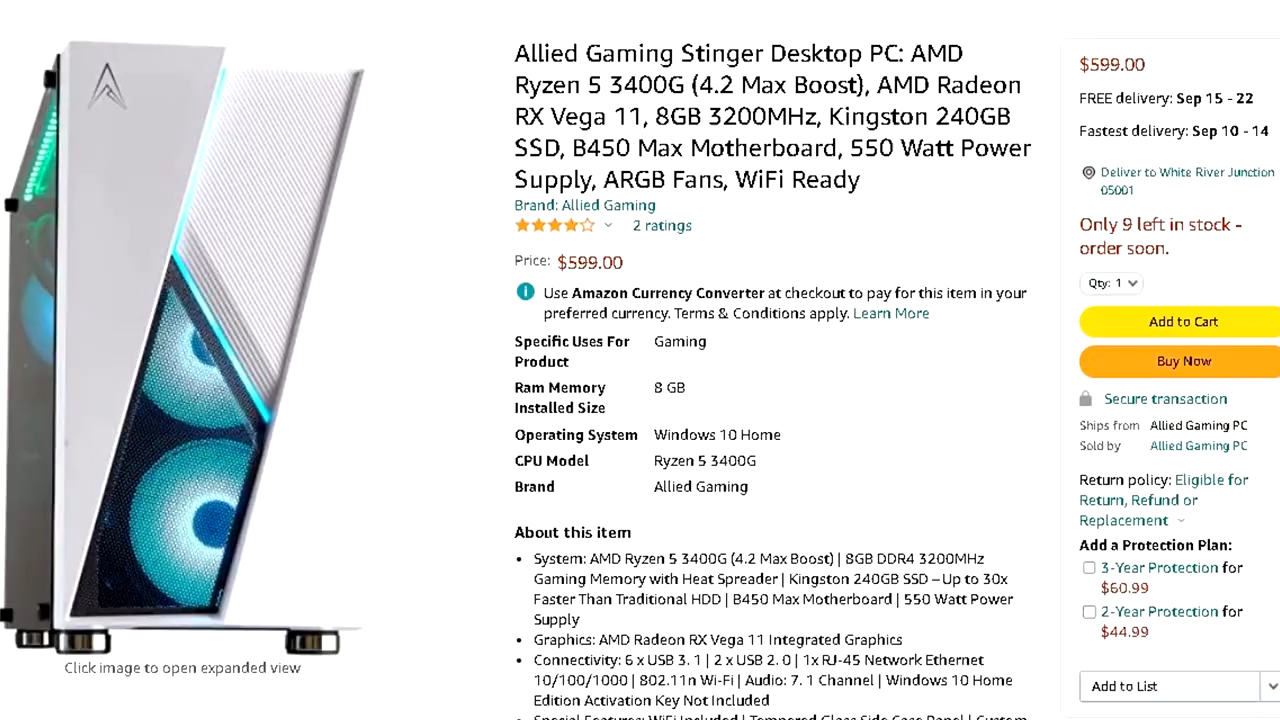 Allied Gaming Stinger Desktop PC: AMD
Ryzen 5 3400G (4.2 Max Boost), AMD Radeon
RX Vega 11, 8GB 3200MHz, Kingston 240GB
SSD, B450 Max Motherboard, 550 Watt Power
Supply, ARGB Fans, WiFi Ready
Brand: Allied Gaming
2 ratings
Price: $599.00
Use Amazon Currency Converter at checkout to pay for this item in your
preferred currency. Terms & Conditions apply. Learn More
Specific Uses For Gaming
Product
Ram Memory 8 GB
Installed Size
Operating System Windows 10 Home
CPU Model Ryzen 5 3400G
Brand Allied Gaming
About this item
• System: AMD Ryzen 5 3400G (4.2 Max Boost) | 8GB DDR4 3200MHz
Gaming Memory with Heat Spreader | Kingston 240GB SSD – Up to 30x
Faster Than Traditional HDD | B450 Max Motherboard | 550 Watt Power
Supply
• Graphics: AMD Radeon RX Vega 11 Integrated Graphics
• Connectivity: 6 x USB 3. 1 | 2 x USB 2. 0 | 1x RJ-45 Network Ethernet
10/100/1000 | 802.11n Wi-Fi | Audio: 7. 1 Channel | Windows 10 Home
Edition Activation Key Not Included
• Special Features: WiFi Included | Tempered Glass Side Case Panel | Custom
Click image to open expanded view
$599.00
FREE delivery: Sep 15 - 22
Fastest delivery: Sep 10 - 14
Deliver to White River Junction
05001
Only 9 left in stock -
order soon.
Qty: 1
Add to Cart
Buy Now
Secure transaction
Ships from Allied Gaming PC
Sold by Allied Gaming PC
Return policy: Eligible for
Return, Refund or
Replacement
Add a Protection Plan:
3-Year Protection for
$60.99
2-Year Protection for
$44.99
Add to List